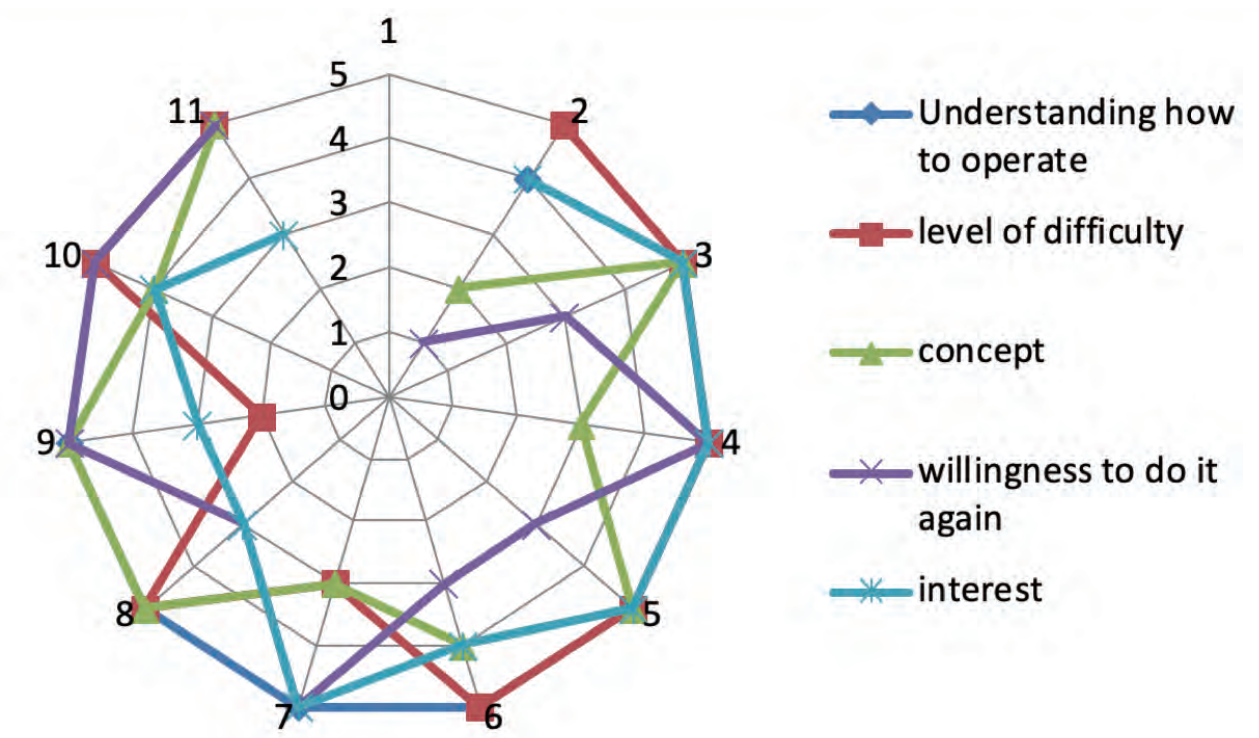 1
5
11
2
4
3
10
3
2
1
0
9
4
8
5
7
6
Understanding how
to operate
level of difficulty
concept
willingness to do it
again
interest